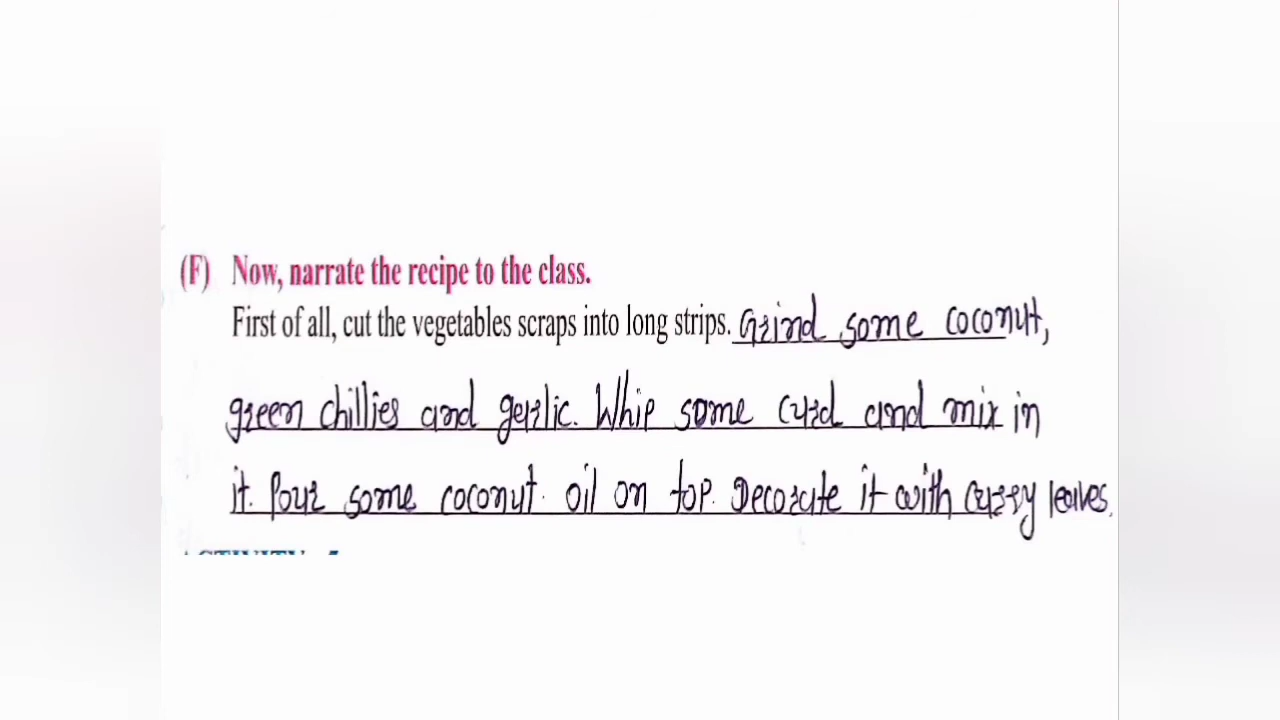 (F) Now, narrate the recipe to the class.
First of all, cut the vegetables scraps into long strips. Grind some coconut,
green chillies and garlic. Whip some curd and mix in
it. Pour some coconut oil on top. Decorate it with curry leaves.